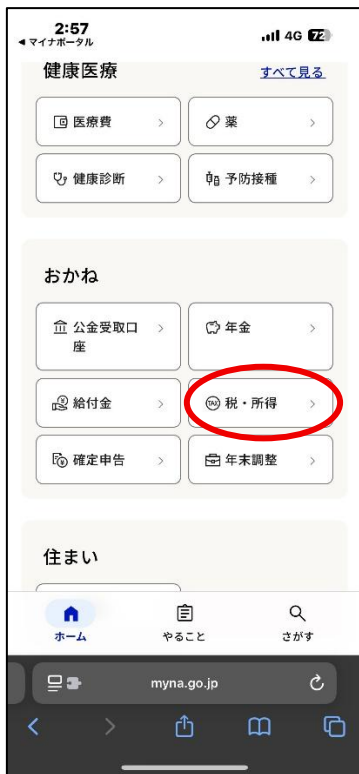 2:57
◀ マイナポータル
4G 72
健康医療
すべて見る
医療費
薬
健康診断
予防接種
おかね
公金受取口
座
年金
給付金
TAX 税・所得
確定申告
年末調整
住まい
ホーム
やること
さがす
myna.go.jp